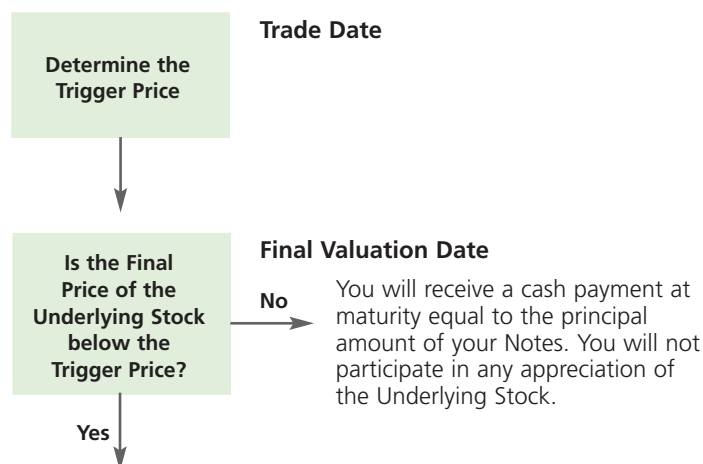 Trade Date
Determine the
Trigger Price
Final Valuation Date
Is the Final
Price of the
Underlying Stock
below the
Trigger Price?
No
You will receive a cash payment at
maturity equal to the principal
amount of your Notes. You will not
participate in any appreciation of
the Underlying Stock.
Yes